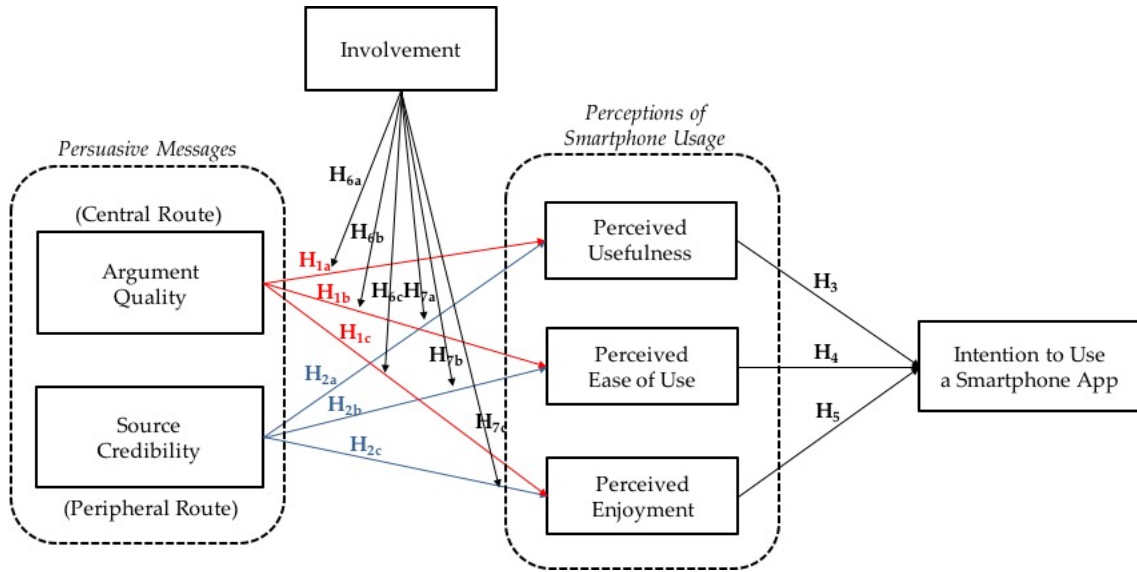 Involvement
Perceptions of
Smartphone Usage
Persuasive Messages
(Central Route)
Argument
Quality
Source
Credibility
(Peripheral Route)
H6a
H6b
H6c
H7a
H7b
H7c
H1a
H1b
H1c
H2a
H2b
H2c
Perceived
Usefulness
Perceived
Ease of Use
Perceived
Enjoyment
H3
H4
H5
Intention to Use
a Smartphone App